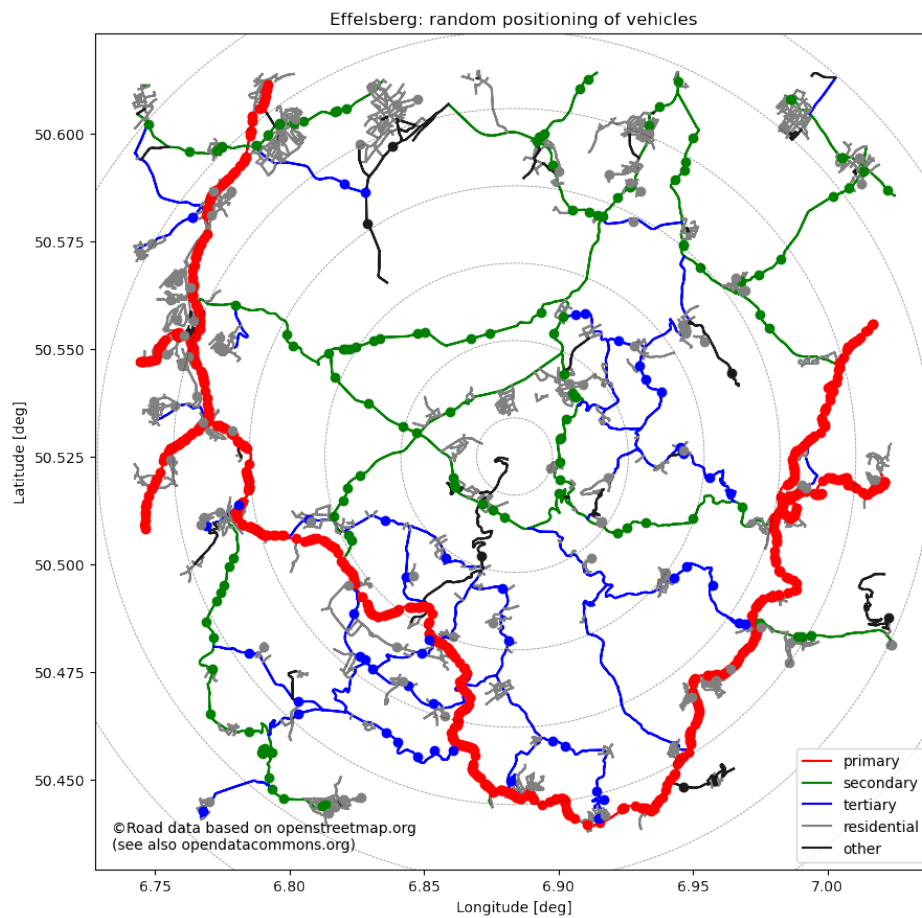 Effelsberg: random positioning of vehicles
50.600
50.575
50.550
50.525
50.500
50.475
50.450
Latitude [deg]
primary
secondary
tertiary
residential
other
©Road data based on openstreetmap.org
(see also opendatacommons.org)
6.75 6.80 6.85 6.90 6.95 7.00
Longitude [deg]